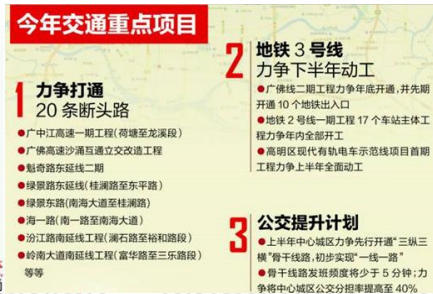 今年交通重点项目
1 力争打通
20条断头路
●广中江高速一期工程(荷塘至龙溪段)
●广佛高速沙涌互通立交改造工程
●魁奇路东延线二期
●绿景路东延线(桂澜路至东平路)
●绿景东路(南海大道至桂澜路)
●海一路(南一路至南海大道)
●汾江路南延线工程(澜石路至裕和路段)
●岭南大道南延线工程(富华路至三乐路段)
等等
2 地铁3号线
力争下半年动工
●广佛线二期工程力争年底开通,并先期
开通10个地铁出入口
●地铁2号线一期工程17个车站主体工
程力争年内全部开工
●高明区现代有轨电车示范线项目首期
工程力争上半年全面动工
3 公交提升计划
●上半年中心城区力争先行开通“三纵三
横”骨干线路,初步实现“一线一路”
●骨干线路发班频度将少于5分钟;力
争将中心城区公交分担率提高至40%